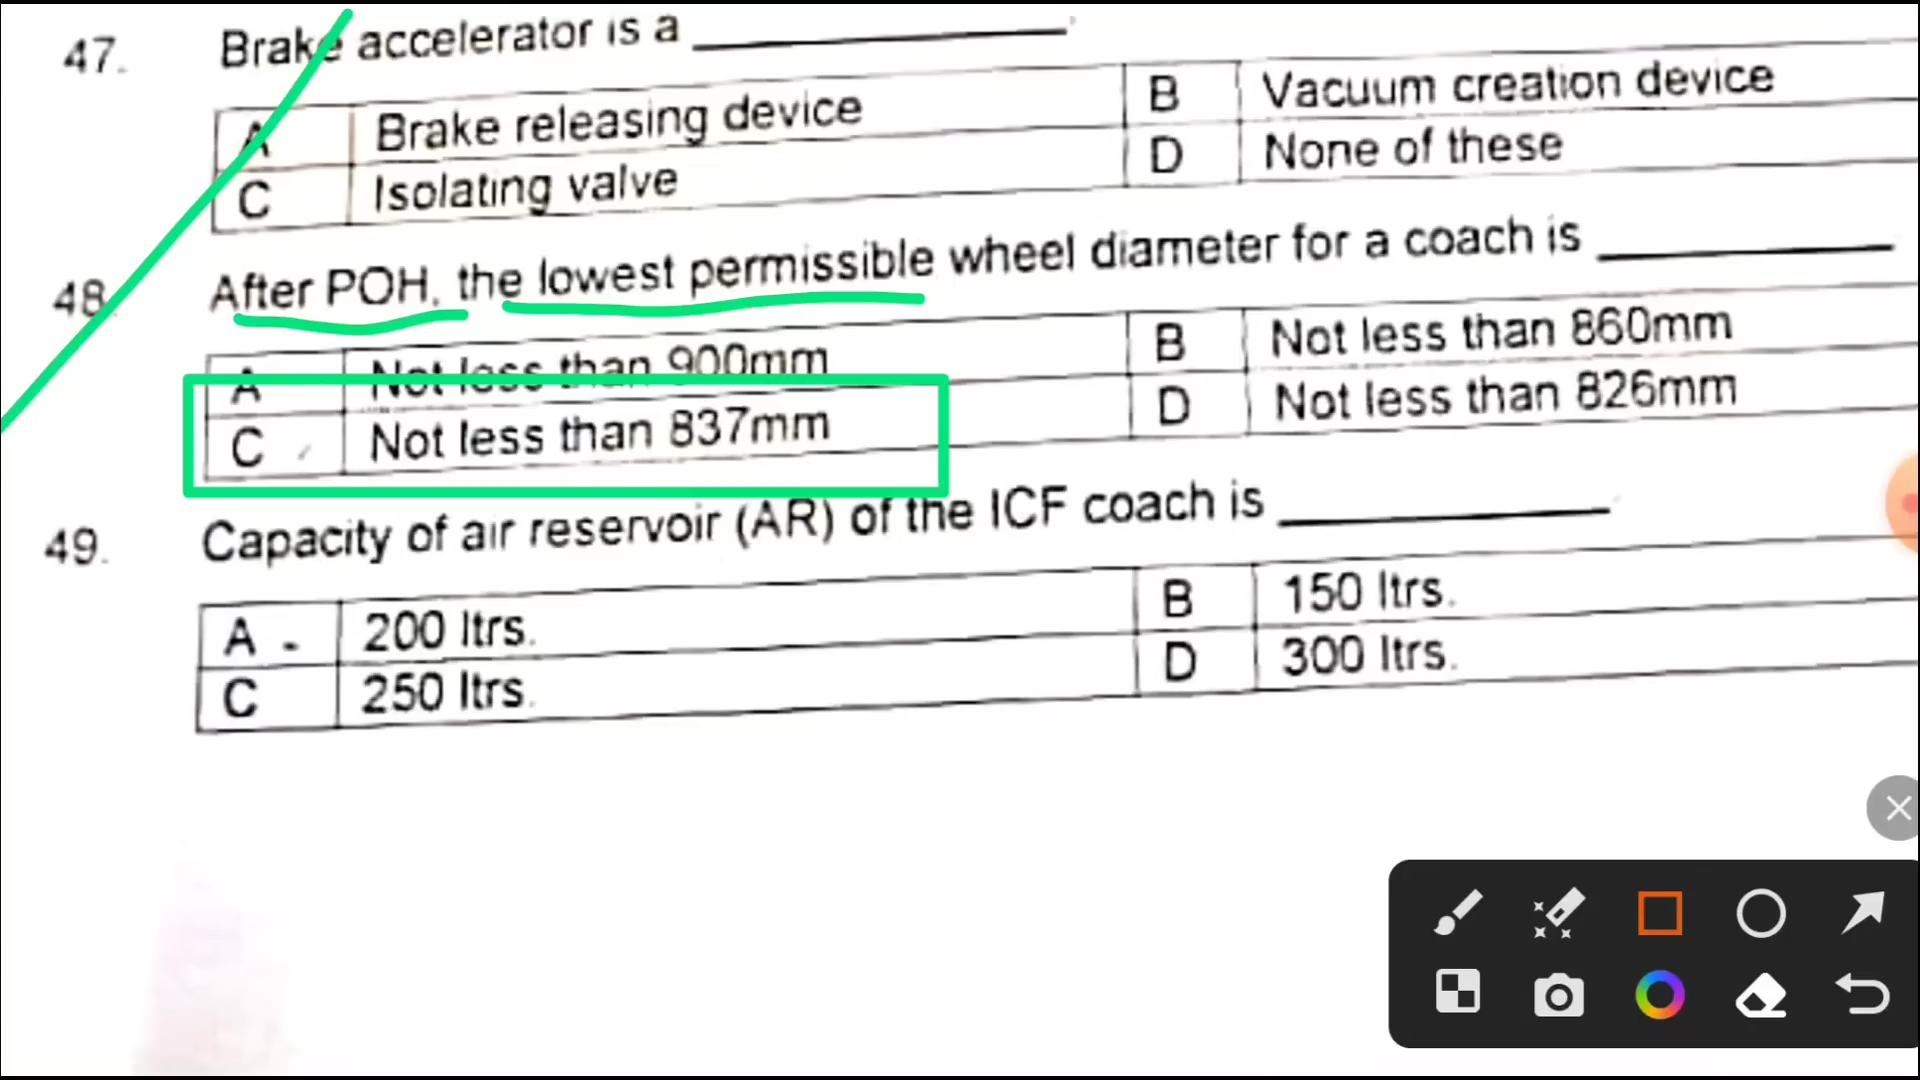 47. Brake accelerator is a ____________.
A Brake releasing device B Vacuum creation device
C Isolating valve D None of these
48. After POH, the lowest permissible wheel diameter for a coach is ____________
A Not less than 900mm B Not less than 860mm
C Not less than 837mm D Not less than 826mm
49. Capacity of air reservoir (AR) of the ICF coach is ____________.
A 200 ltrs. B 150 ltrs.
C 250 ltrs. D 300 ltrs.